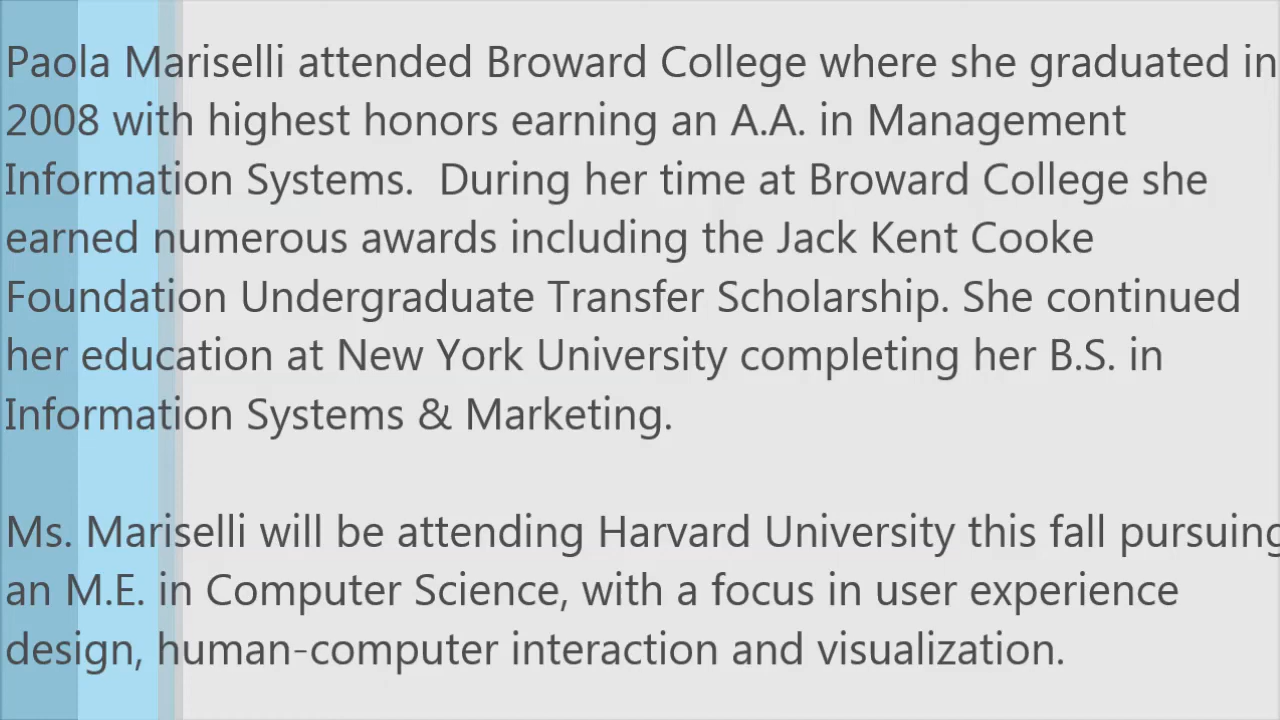 Paola Mariselli attended Broward College where she graduated in
2008 with highest honors earning an A.A. in Management
Information Systems.  During her time at Broward College she
earned numerous awards including the Jack Kent Cooke
Foundation Undergraduate Transfer Scholarship. She continued
her education at New York University completing her B.S. in
Information Systems & Marketing.
Ms. Mariselli will be attending Harvard University this fall pursuing
an M.E. in Computer Science, with a focus in user experience
design, human-computer interaction and visualization.